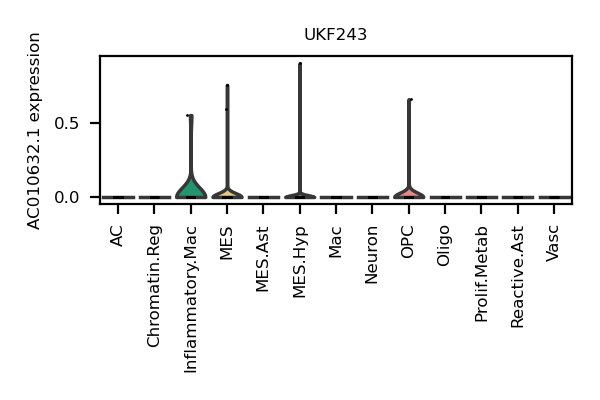 UKF243
AC010632.1 expression
0.5
0.0
AC
Chromatin.Reg
Inflammatory.Mac
MES
MES.Ast
MES.Hyp
Mac
Neuron
OPC
Oligo
Prolif.Metab
Reactive.Ast
Vasc